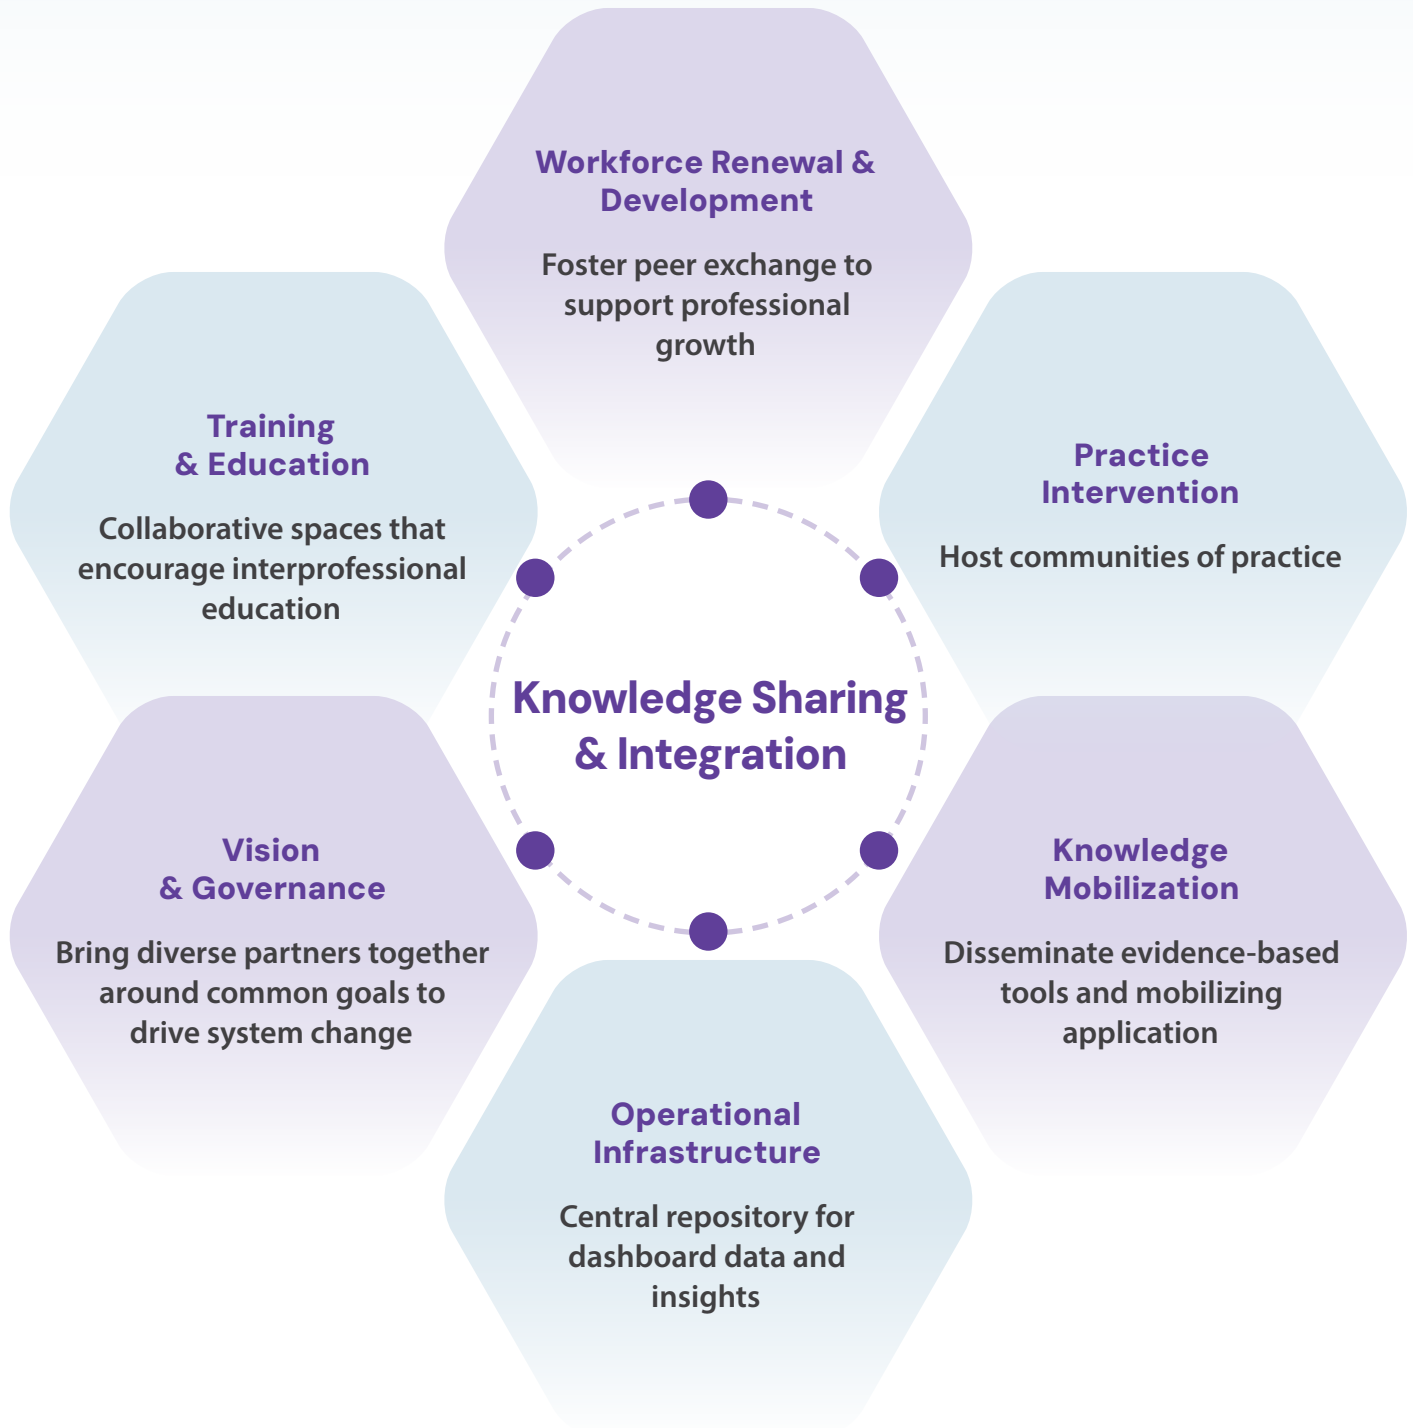 Workforce Renewal &
Development
Foster peer exchange to
support professional
growth
Training
& Education
Collaborative spaces that
encourage interprofessional
education
Practice
Intervention
Host communities of practice
Knowledge Sharing
& Integration
Vision
& Governance
Bring diverse partners together
around common goals to
drive system change
Knowledge
Mobilization
Disseminate evidence-based
tools and mobilizing
application
Operational
Infrastructure
Central repository for
dashboard data and
insights